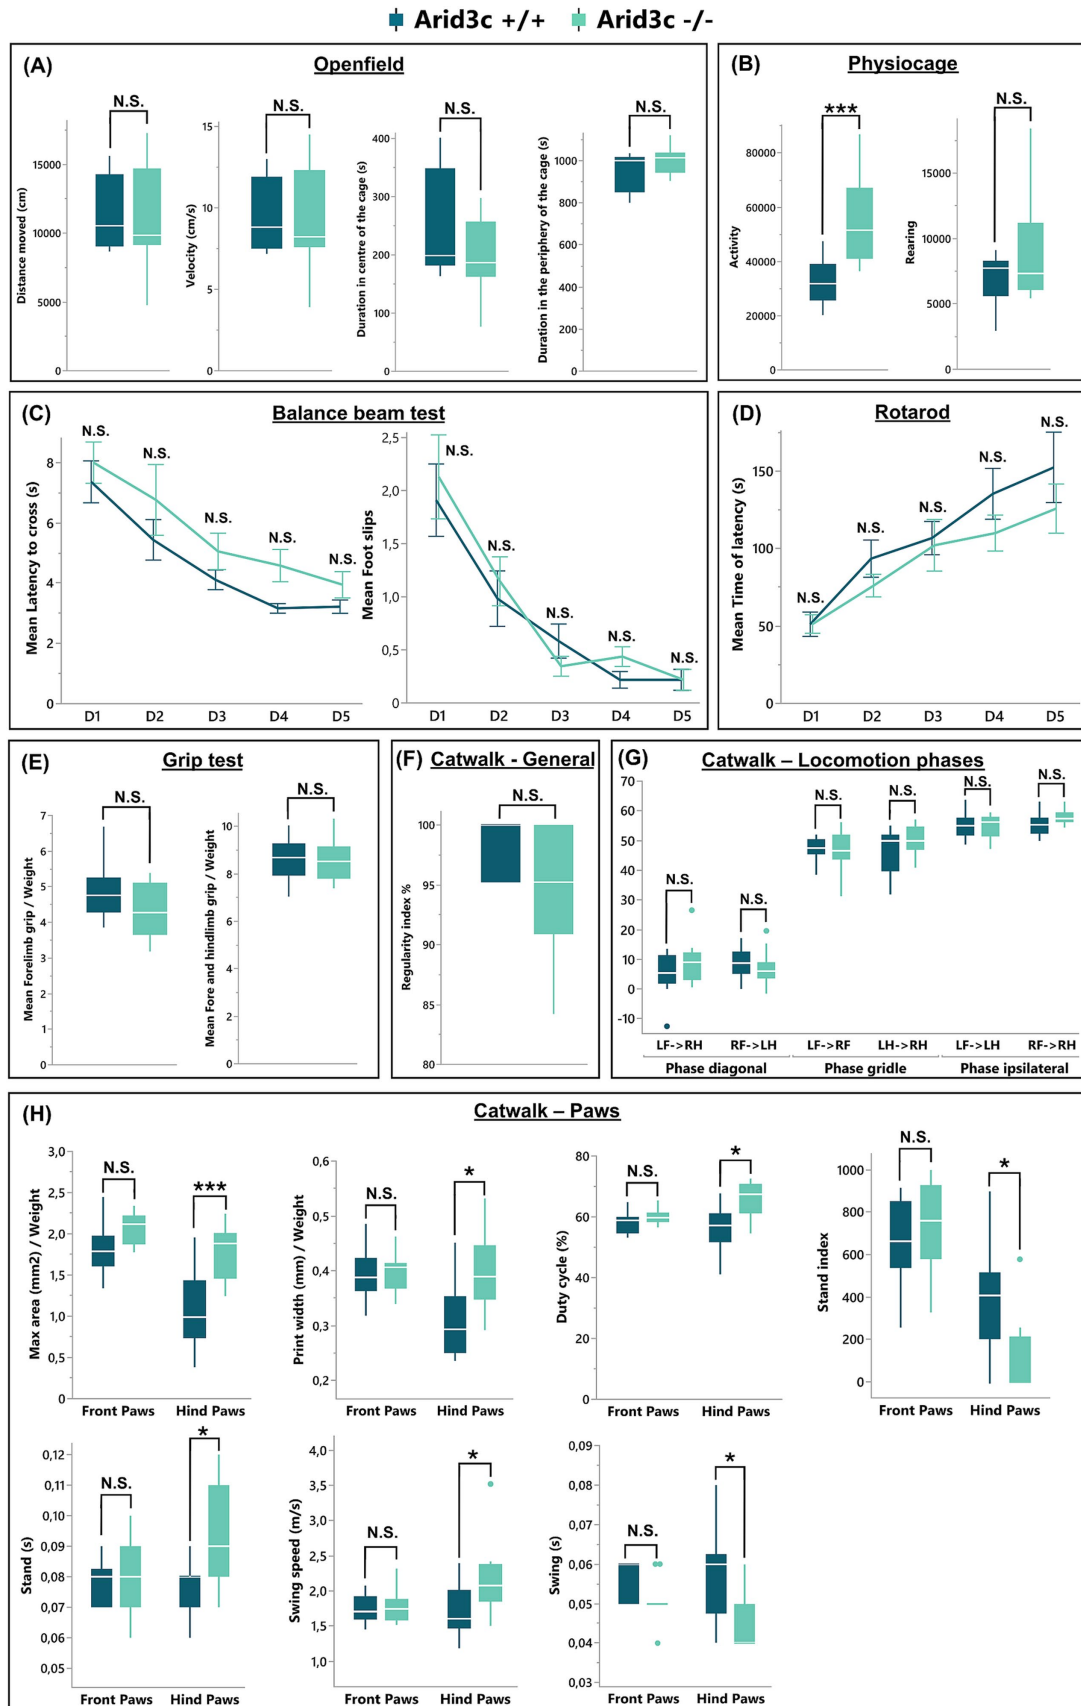 Arid3c +/+ Arid3c -/-
(A) Openfield
N.S. N.S. N.S. N.S.
Distance moved (cm)
15000
10000
5000
0
Velocity (cm/s)
15
10
5
0
Duration in centre of the cage (s)
400
300
200
100
0
Duration in the periphery of the cage (s)
1000
800
600
400
200
0
(B) Physiocage
*** N.S.
Activity
80000
60000
40000
20000
0
Rearing
15000
10000
5000
0
(C) Balance beam test
Mean Latency to cross (s)
8
6
4
2
0
N.S. N.S. N.S. N.S. N.S.
D1 D2 D3 D4 D5
Mean Foot slips
2,5
2,0
1,0
0,5
0
N.S. N.S. N.S. N.S. N.S.
D1 D2 D3 D4 D5
(D) Rotarod
Mean Time of latency (s)
150
100
50
0
N.S. N.S. N.S. N.S. N.S.
D1 D2 D3 D4 D5
(E) Grip test
N.S. N.S.
Mean Forelimb grip / Weight
7
6
5
4
3
2
1
0
Mean Fore and hindlimb grip / Weight
10
8
6
4
2
0
(F) Catwalk - General
N.S.
Regularity index %
100
95
90
85
80
(G) Catwalk – Locomotion phases
70
60
50
40
30
20
10
0
-10
N.S. N.S. N.S. N.S. N.S. N.S.
LF->RH RF->LH LF->RF LH->RH LF->LH RF->RH
Phase diagonal Phase gridle Phase ipsilateral
(H) Catwalk – Paws
Max area (mm2) / Weight
3,0
2,5
2,0
1,5
1,0
0,5
0
N.S. ***
Front Paws Hind Paws
Print width (mm) / Weight
0,6
0,5
0,4
0,3
0,2
N.S. *
Front Paws Hind Paws
Duty cycle (%)
80
60
40
20
0
N.S. *
Front Paws Hind Paws
Stand index
1000
800
600
400
200
0
N.S. *
Front Paws Hind Paws
Stand (s)
0,12
0,11
0,10
0,09
0,08
0,07
0,06
0,05
N.S. *
Front Paws Hind Paws
Swing speed (m/s)
4,0
3,5
3,0
2,5
2,0
1,5
1,0
N.S. *
Front Paws Hind Paws
Swing (s)
0,09
0,08
0,07
0,06
0,05
0,04
0,03
N.S. *
Front Paws Hind Paws